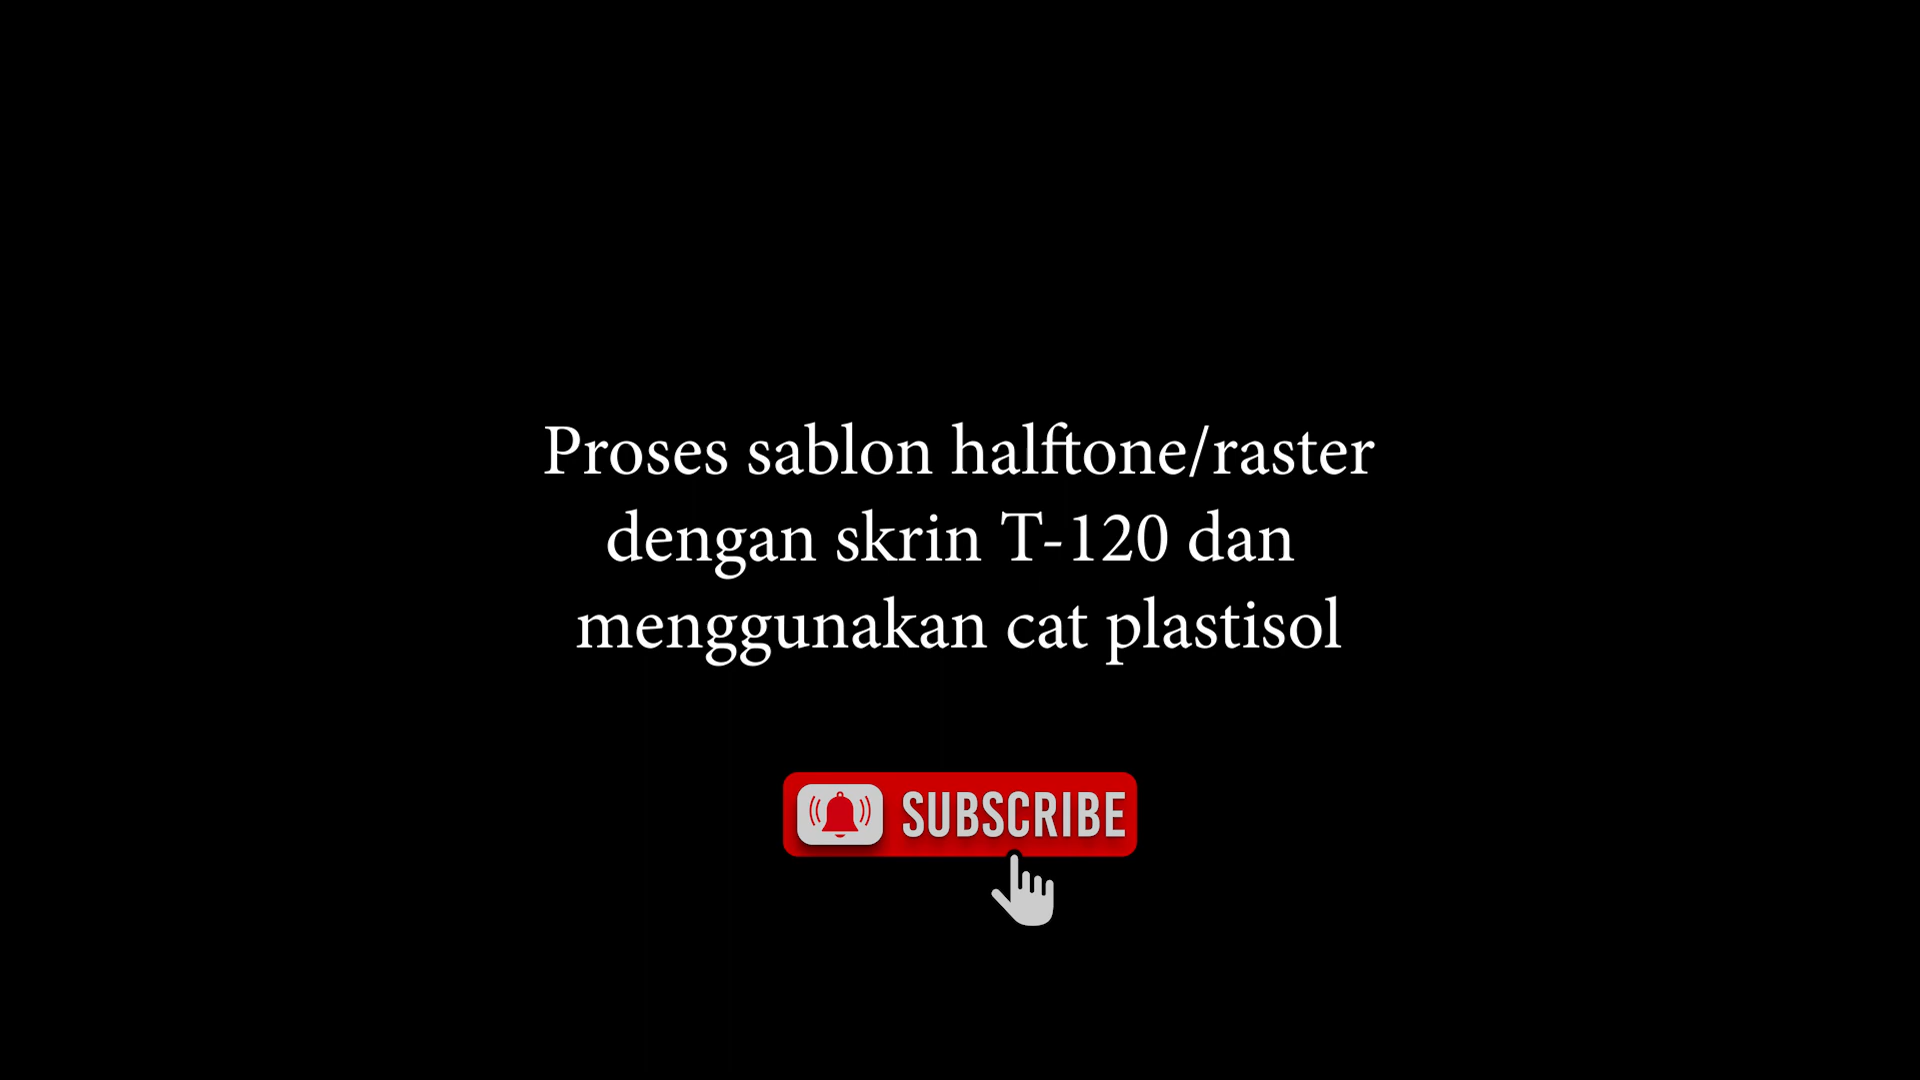 Proses sablon halftone/raster
dengan skrin T-120 dan
menggunakan cat plastisol
SUBSCRIBE